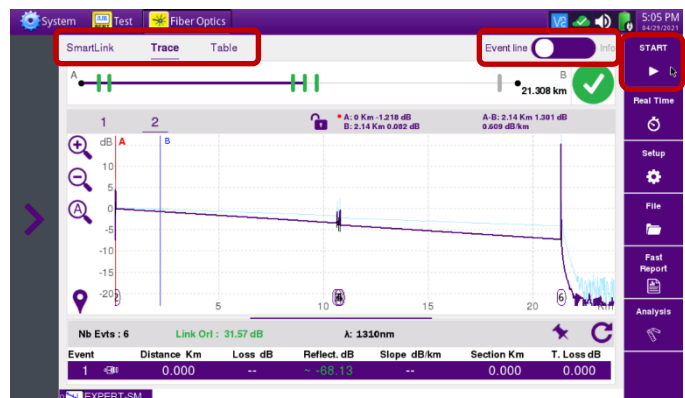 System Test Fiber Optics V2 5:05 PM
04/29/2021
SmartLink Trace Table Event line Info START
A B
21.308 km
Real Time
1 2 A: 0 Km -1.218 dB A-B: 2.14 Km 1.301 dB
B: 2.14 Km 0.082 dB 0.609 dB/km
dB A B
Setup
10
5
A 0
File
-5
-10
Fast
Report
-15
-20 2 6
5 10 15 20 Km
Analysis
Nb Evts : 6 Link Orl : 31.57 dB λ: 1310nm
Event Distance Km Loss dB Reflect. dB Slope dB/km Section Km T. Loss dB
1 0.000 -- ~ -68.13 -- 0.000 0.000
EXPERT-SM